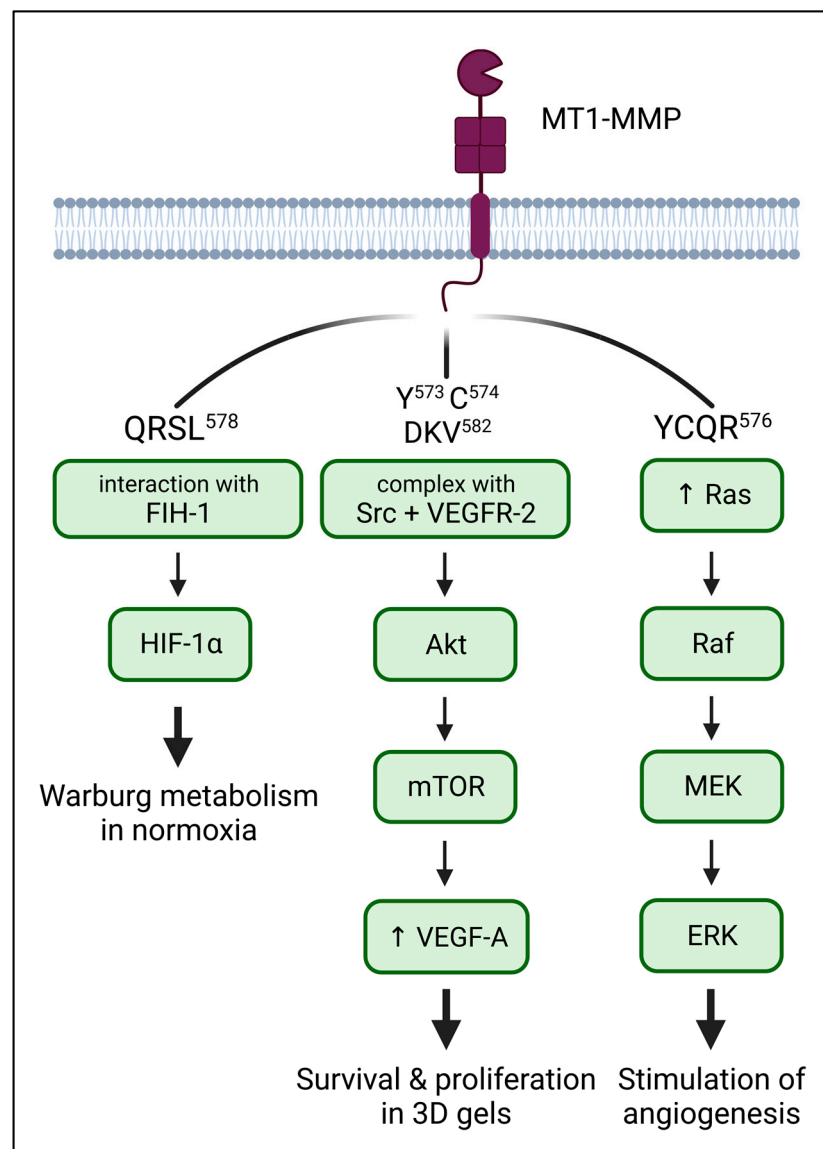 MT1-MMP
QRSL⁵⁷⁸
interaction with
FIH-1
HIF-1α
Warburg metabolism
in normoxia
Y⁵⁷³ C⁵⁷⁴
DKV⁵⁸²
complex with
Src + VEGFR-2
Akt
mTOR
↑ VEGF-A
Survival & proliferation
in 3D gels
YCQR⁵⁷⁶
↑ Ras
Raf
MEK
ERK
Stimulation of
angiogenesis